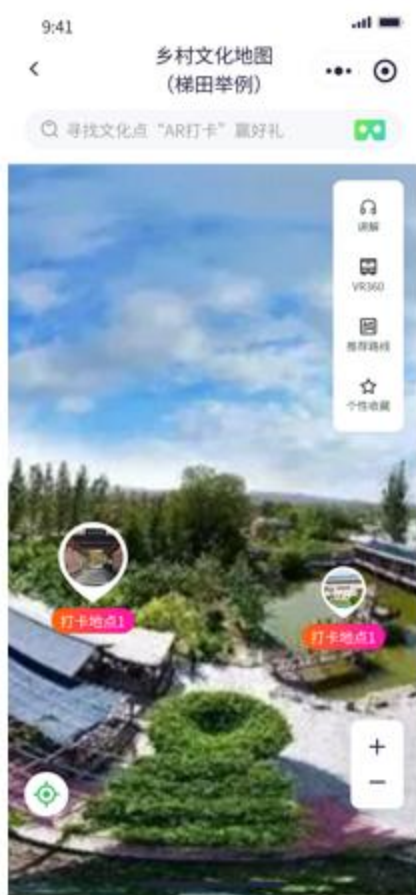 9:41
乡村文化地图
（梯田举例）
寻找文化点“AR打卡”赢好礼
讲解
VR360
推荐路线
个性收藏
打卡地点1
打卡地点1